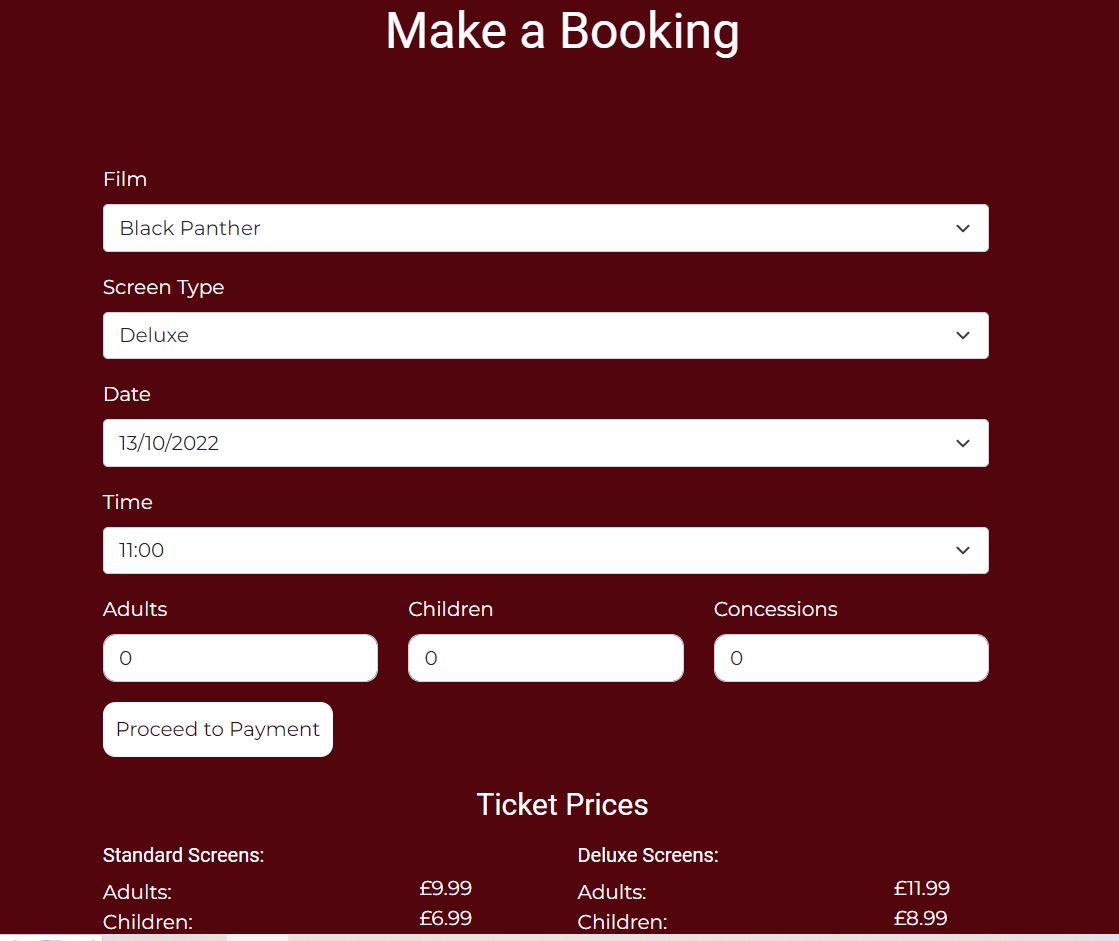 Make a Booking
Film
Black Panther
Screen Type
Deluxe
Date
13/10/2022
Time
11:00
Adults Children Concessions
0 0 0
Proceed to Payment
Ticket Prices
Standard Screens: Deluxe Screens:
Adults: £9.99 Adults: £11.99
Children: £6.99 Children: £8.99